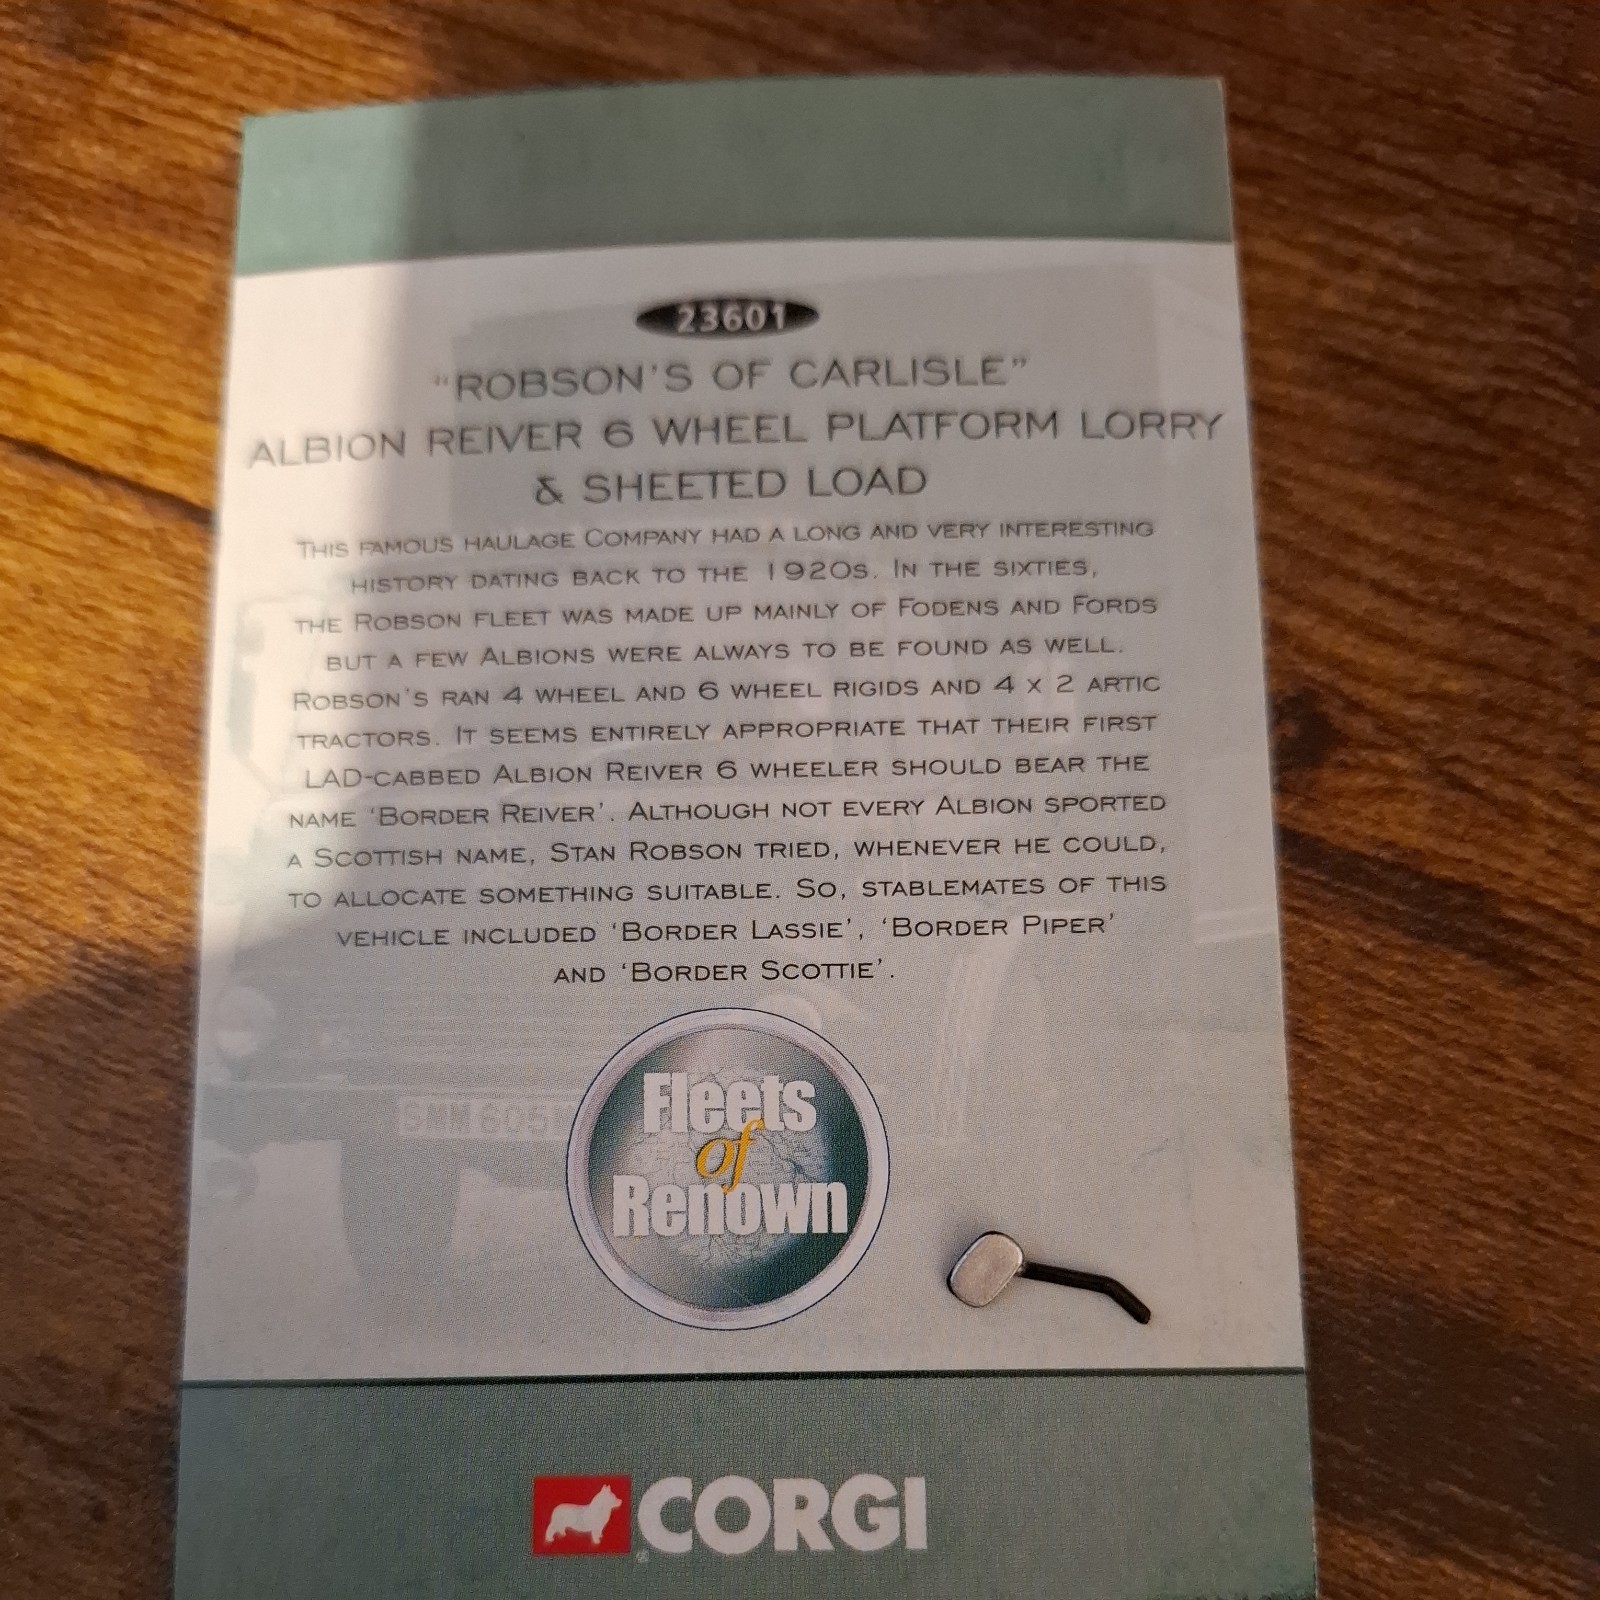 23601
"ROBSON'S OF CARLISLE"
ALBION REIVER 6 WHEEL PLATFORM LORRY
& SHEETED LOAD
THIS FAMOUS HAULAGE COMPANY HAD A LONG AND VERY INTERESTING
HISTORY DATING BACK TO THE 1920S. IN THE SIXTIES,
THE ROBSON FLEET WAS MADE UP MAINLY OF FODENS AND FORDS
BUT A FEW ALBIONS WERE ALWAYS TO BE FOUND AS WELL.
ROBSON'S RAN 4 WHEEL AND 6 WHEEL RIGIDS AND 4 X 2 ARTIC
TRACTORS. IT SEEMS ENTIRELY APPROPRIATE THAT THEIR FIRST
LAD-CABBED ALBION REIVER 6 WHEELER SHOULD BEAR THE
NAME 'BORDER REIVER'. ALTHOUGH NOT EVERY ALBION SPORTED
A SCOTTISH NAME, STAN ROBSON TRIED, WHENEVER HE COULD,
TO ALLOCATE SOMETHING SUITABLE. SO, STABLEMATES OF THIS
VEHICLE INCLUDED 'BORDER LASSIE', 'BORDER PIPER'
AND 'BORDER SCOTTIE'.
Fleets
of
Renown
CORGI